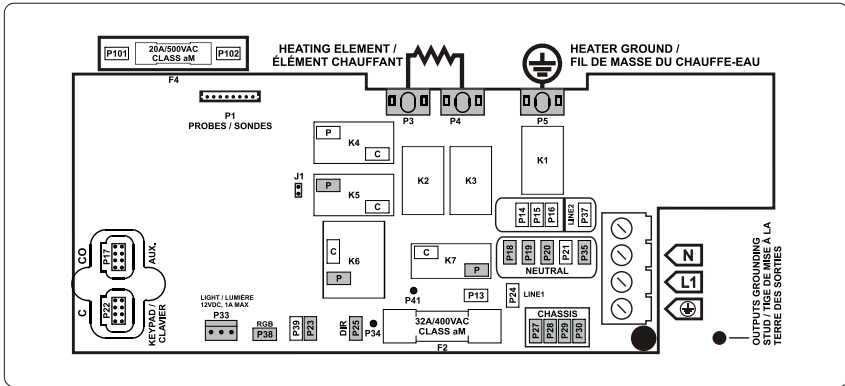 P101
20A/500VAC
CLASS aM
P102
F4
HEATING ELEMENT /
ÉLÉMENT CHAUFFANT
HEATER GROUND /
FIL DE MASSE DU CHAUFFE-EAU
P1
PROBES / SONDES
P3
P4
P5
P
K4
C
J1
P
K5
C
K2
K3
K1
P14
P15
P16
LINE2
P37
C
K6
P
C
K7
P
P18
P19
P20
P21
P35
NEUTRAL
CO
P17
AUX.
C
P22
KEYPAD /
CLAVIER
LIGHT / LUMIÈRE
12VDC, 1A MAX
P33
RGB
P38
P39
P23
DIR
P25
P34
P41
P13
P24
LINE1
32A/400VAC
CLASS aM
F2
CHASSIS
P27
P28
P29
P30
N
L1
OUTPUTS GROUNDING
STUD / TIGE DE MISE À LA
TERRE DES SORTIES